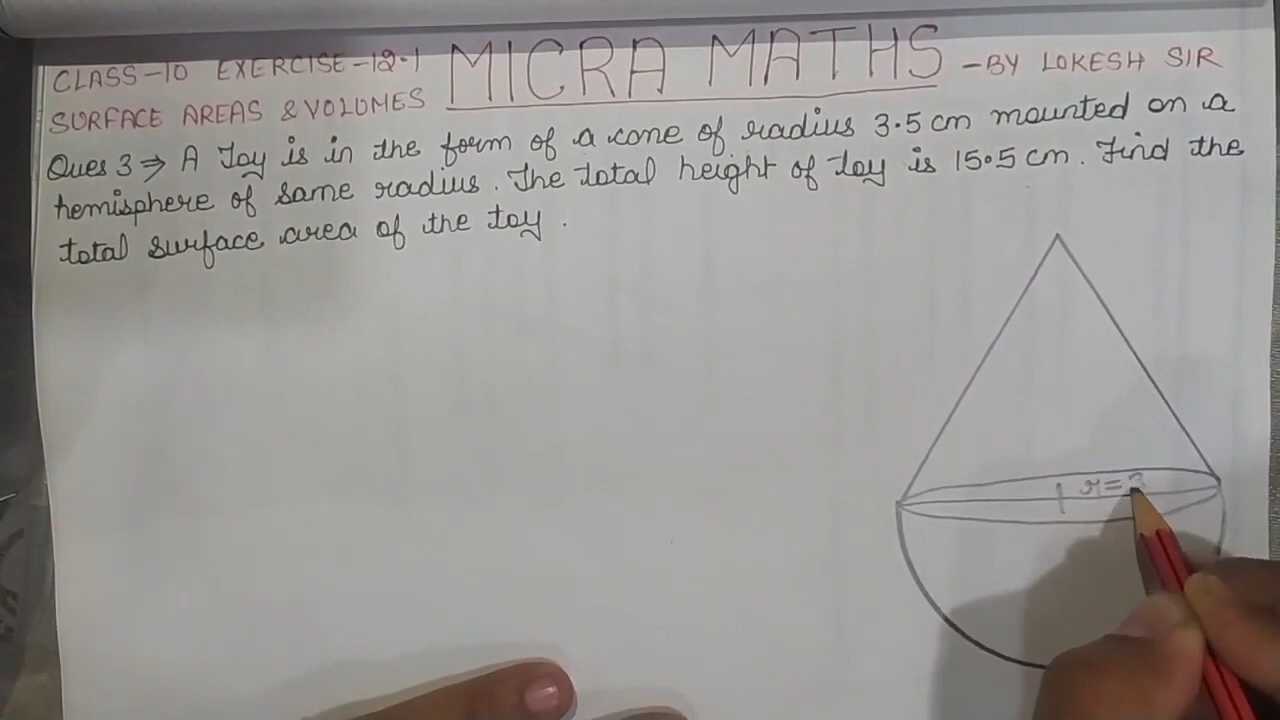 CLASS-10 EXERCISE-12.1 MICRA MATHS -BY LOKESH SIR
SURFACE AREAS & VOLUMES
Ques 3 ⇒ A Toy is in the form of a cone of radius 3.5 cm mounted on a
hemisphere of same radius. The total height of toy is 15.5 cm. Find the
total surface area of the toy.
r=3